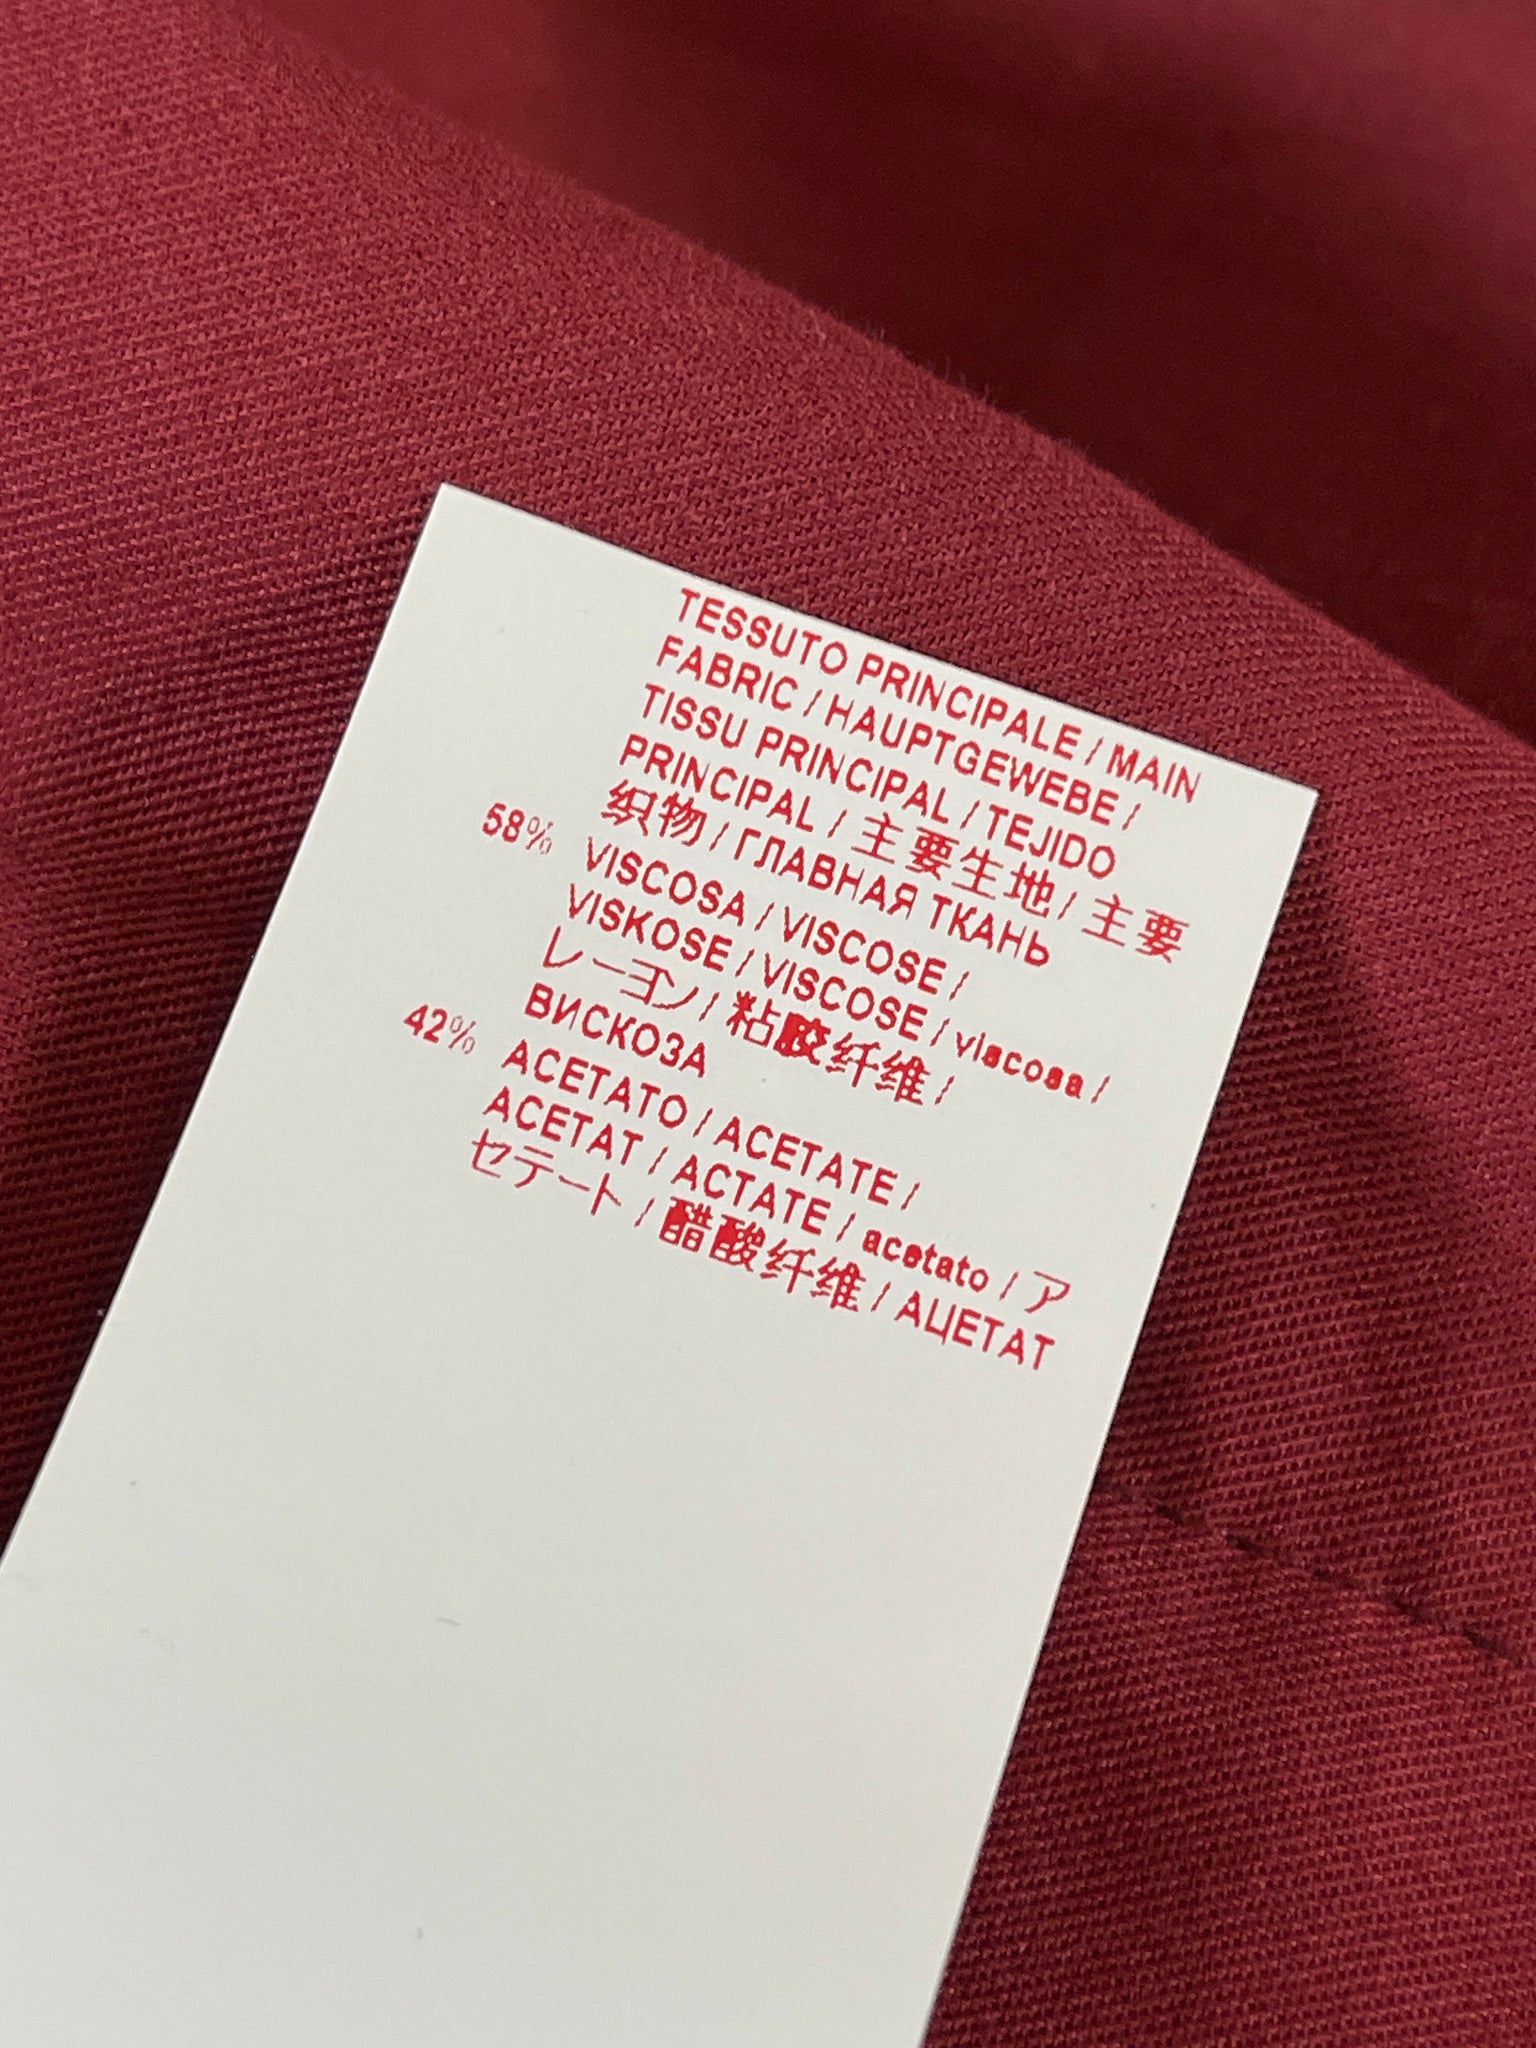 TESSUTO PRINCIPALE / MAIN
FABRIC / HAUPTGEWEBE /
TISSU PRINCIPAL / TEJIDO
PRINCIPAL / 主要生地 / 主要
织物 / ГЛАВНАЯ ТКАНЬ
58% VISCOSA / VISCOSE /
VISKOSE / VISCOSE / viscosa /
レーヨン / 粘胶纤维 /
ВИСКОЗА
42% ACETATO / ACETATE /
ACETAT / ACTATE / acetato / ア
セテート / 醋酸纤维 / АЦЕТАТ